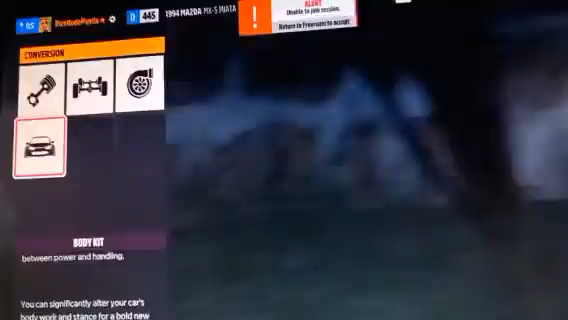 D 445
1994 MAZDA MX-5 MIATA
ALERT
Unable to join session.
Return to Freeroam to accept.
CONVERSION
BODY KIT
between power and handling.
You can significantly alter your car's
body work and stance for a bold new